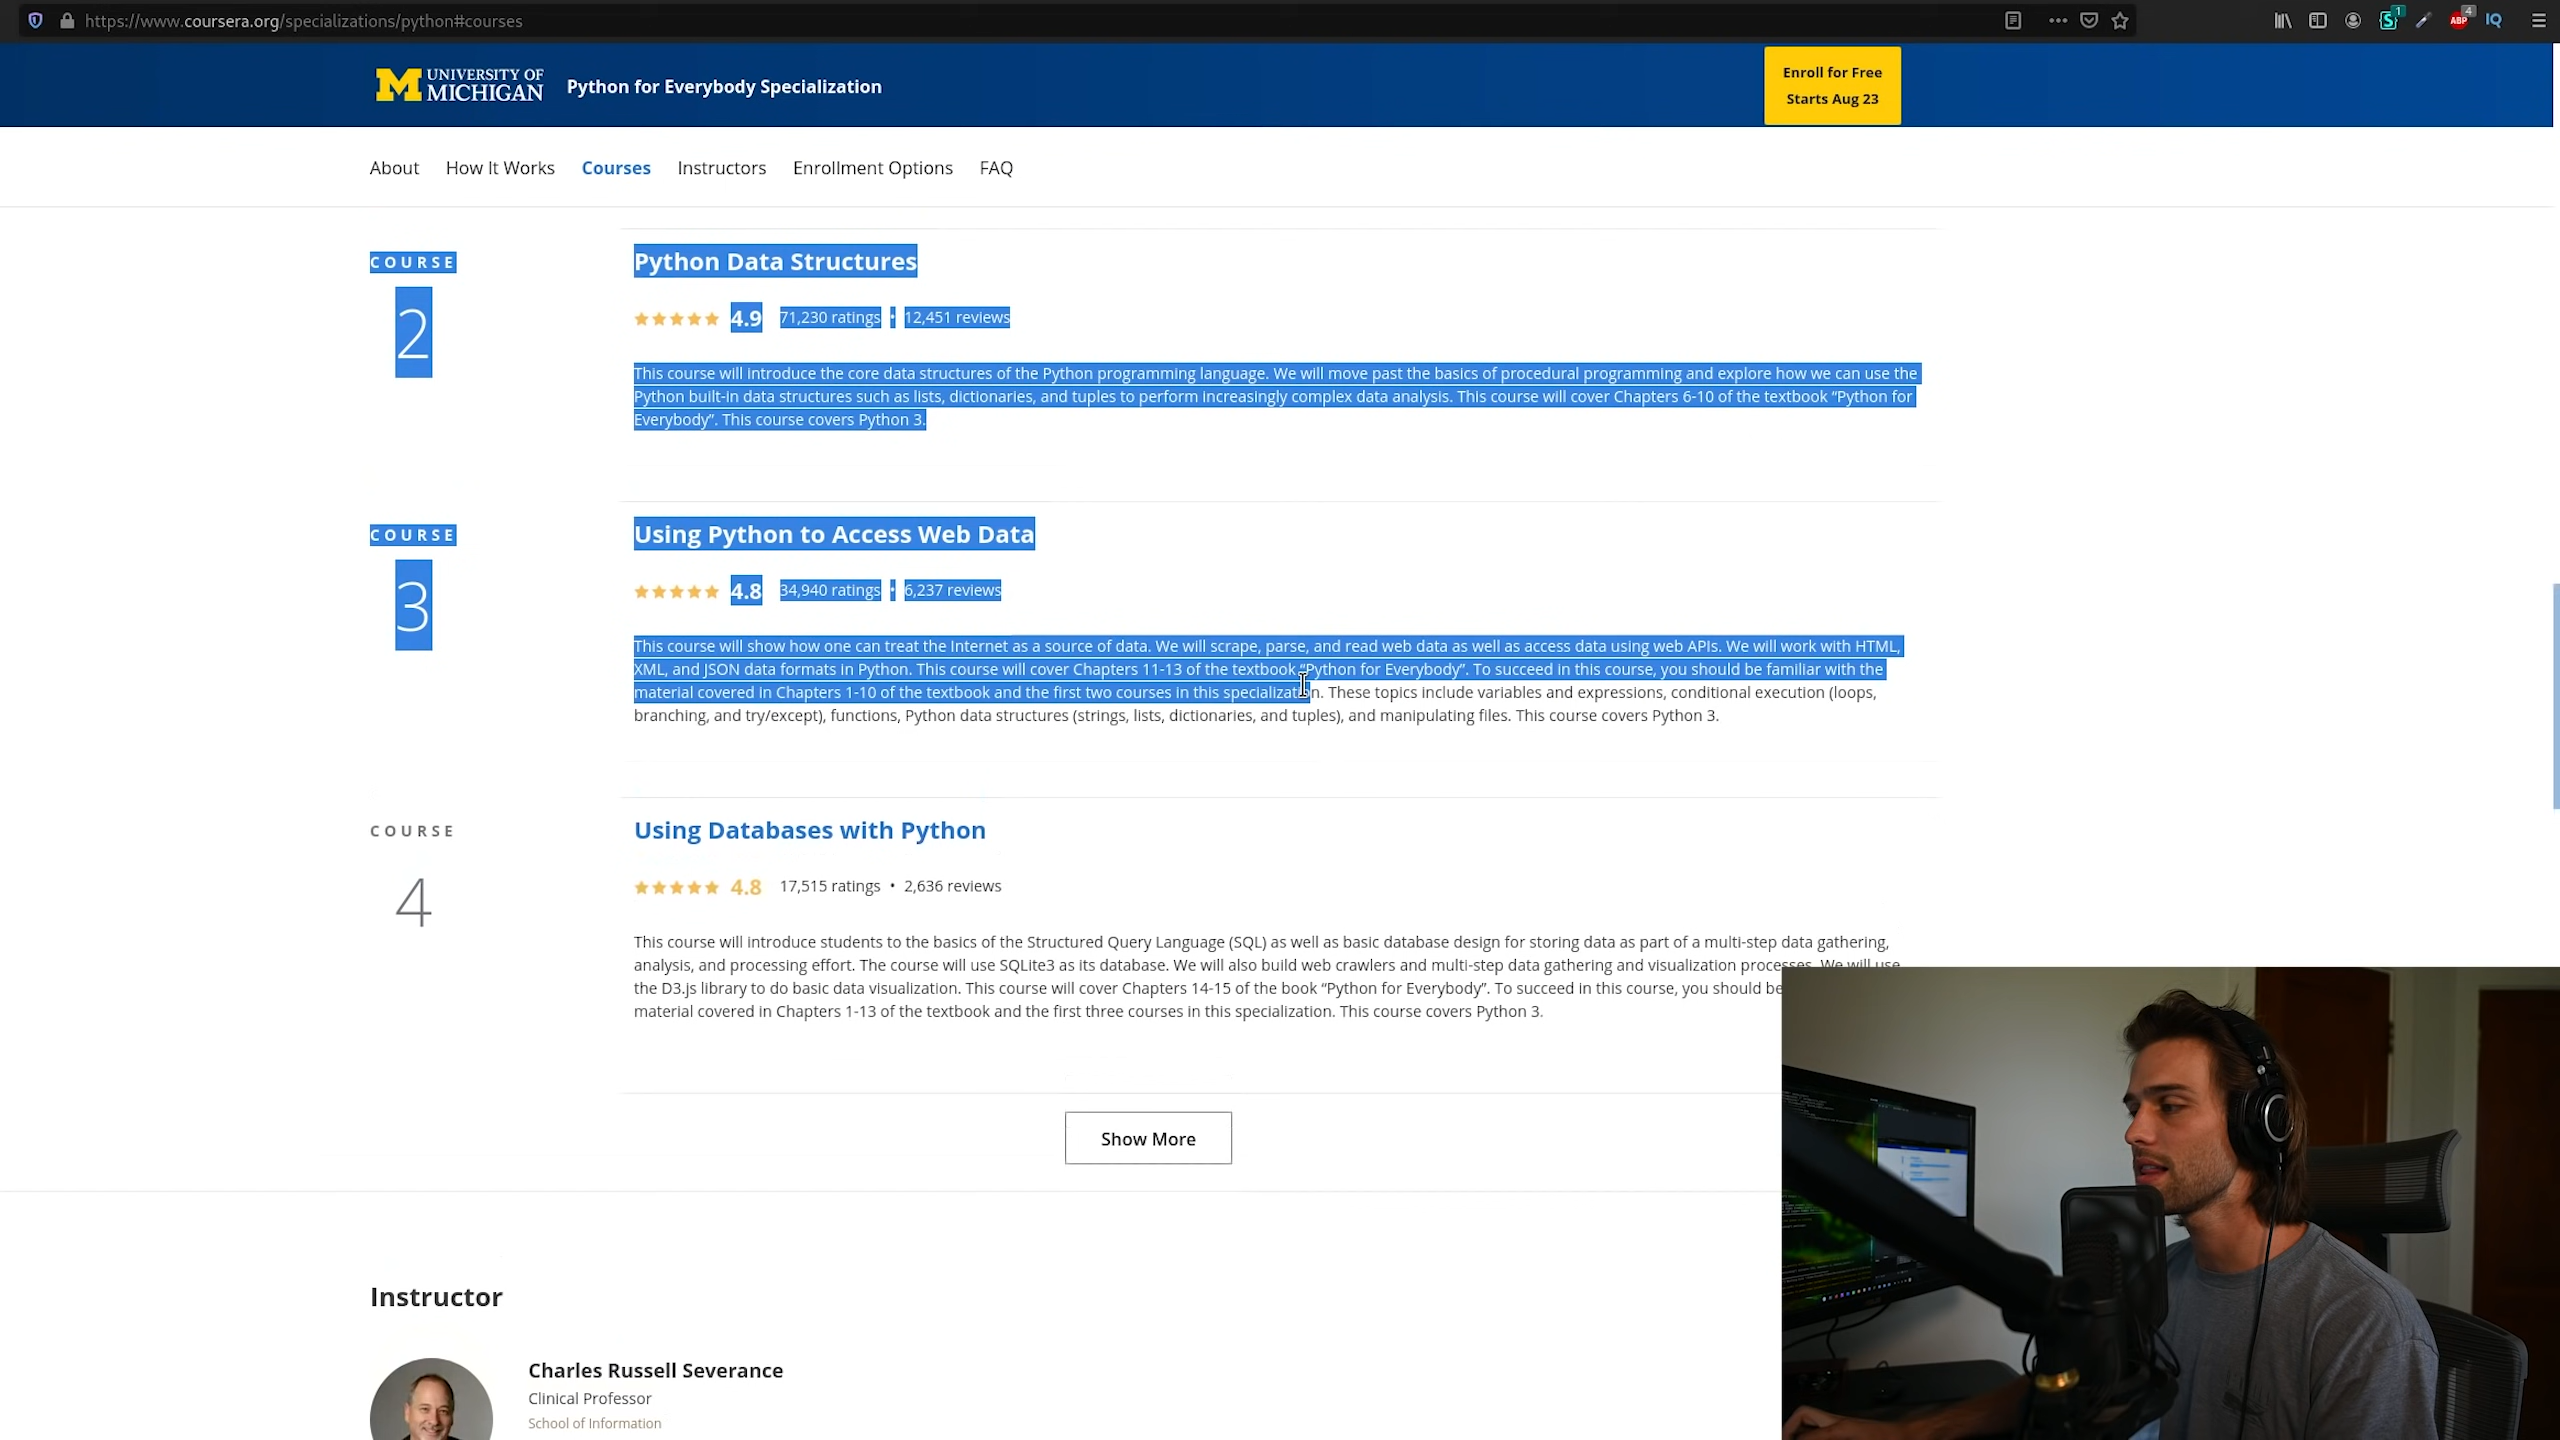 https://www.coursera.org/specializations/python#courses
1
ABP
4
IQ
UNIVERSITY OF
MICHIGAN
Python for Everybody Specialization
Enroll for Free
Starts Aug 23
About How It Works Courses Instructors Enrollment Options FAQ
COURSE
2
Python Data Structures
4.9 71,230 ratings • 12,451 reviews
This course will introduce the core data structures of the Python programming language. We will move past the basics of procedural programming and explore how we can use the
Python built-in data structures such as lists, dictionaries, and tuples to perform increasingly complex data analysis. This course will cover Chapters 6-10 of the textbook “Python for
Everybody”. This course covers Python 3.
COURSE
3
Using Python to Access Web Data
4.8 34,940 ratings • 6,237 reviews
This course will show how one can treat the Internet as a source of data. We will scrape, parse, and read web data as well as access data using web APIs. We will work with HTML,
XML, and JSON data formats in Python. This course will cover Chapters 11-13 of the textbook “Python for Everybody”. To succeed in this course, you should be familiar with the
material covered in Chapters 1-10 of the textbook and the first two courses in this specialization. These topics include variables and expressions, conditional execution (loops,
branching, and try/except), functions, Python data structures (strings, lists, dictionaries, and tuples), and manipulating files. This course covers Python 3.
COURSE
4
Using Databases with Python
4.8 17,515 ratings • 2,636 reviews
This course will introduce students to the basics of the Structured Query Language (SQL) as well as basic database design for storing data as part of a multi-step data gathering,
analysis, and processing effort. The course will use SQLite3 as its database. We will also build web crawlers and multi-step data gathering and visualization processes. We will use
the D3.js library to do basic data visualization. This course will cover Chapters 14-15 of the book “Python for Everybody”. To succeed in this course, you should be
material covered in Chapters 1-13 of the textbook and the first three courses in this specialization. This course covers Python 3.
Show More
Instructor
Charles Russell Severance
Clinical Professor
School of Information